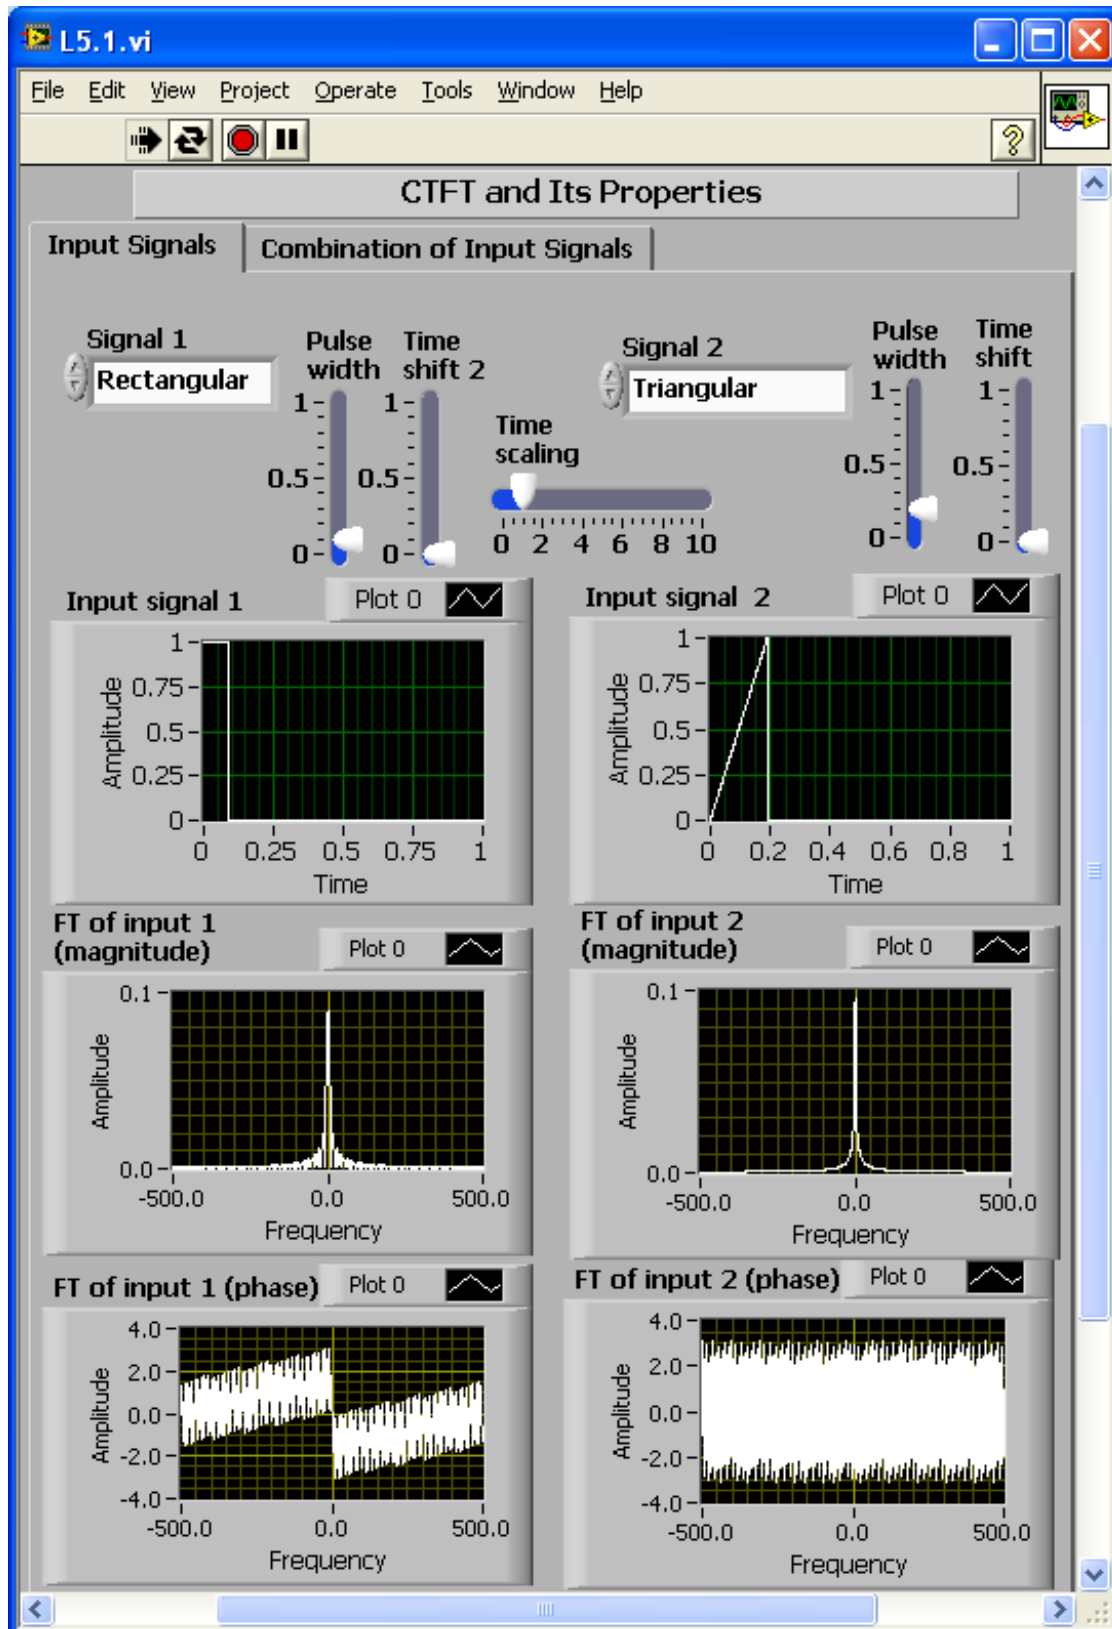 L5.1.vi
File Edit View Project Operate Tools Window Help
CTFT and Its Properties
Input Signals
Combination of Input Signals
Signal 1
Rectangular
Pulse
width
1
0.5
0
Time
shift 2
1
0.5
0
Time
scaling
0 2 4 6 8 10
Signal 2
Triangular
Pulse
width
1
0.5
0
Time
shift
1
0.5
0
Input signal 1
Plot 0
Amplitude
1
0.75
0.5
0.25
0
0 0.25 0.5 0.75 1
Time
Input signal 2
Plot 0
Amplitude
1
0.75
0.5
0.25
0
0 0.2 0.4 0.6 0.8 1
Time
FT of input 1
(magnitude)
Plot 0
Amplitude
0.1
0.0
-500.0 0.0 500.0
Frequency
FT of input 2
(magnitude)
Plot 0
Amplitude
0.1
0.0
-500.0 0.0 500.0
Frequency
FT of input 1 (phase)
Plot 0
Amplitude
4.0
2.0
0.0
-2.0
-4.0
-500.0 0.0 500.0
Frequency
FT of input 2 (phase)
Plot 0
Amplitude
4.0
2.0
0.0
-2.0
-4.0
-500.0 0.0 500.0
Frequency